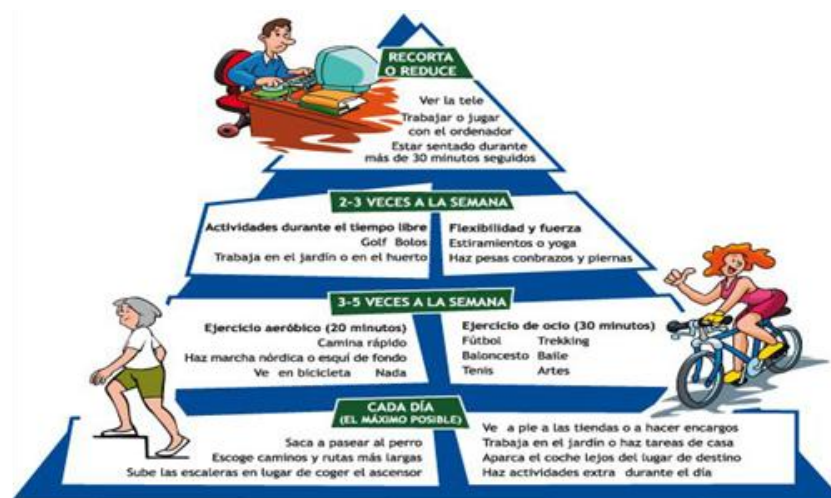 RECORTA
O REDUCE
Ver la tele
Trabajar o jugar
con el ordenador
Estar sentado durante
más de 30 minutos seguidos
2-3 VECES A LA SEMANA
Actividades durante el tiempo libre
Golf Bolos
Trabaja en el jardín o en el huerto
Flexibilidad y fuerza
Estiramientos o yoga
Haz pesas conbrazos y piernas
3-5 VECES A LA SEMANA
Ejercicio aeróbico (20 minutos)
Camina rápido
Haz marcha nórdica o esquí de fondo
Ve en bicicleta Nada
Ejercicio de ocio (30 minutos)
Fútbol Trekking
Baloncesto Baile
Tenis Artes
CADA DÍA
(EL MÁXIMO POSIBLE)
Saca a pasear al perro
Escoge caminos y rutas más largas
Sube las escaleras en lugar de coger el ascensor
Ve a pie a las tiendas o a hacer encargos
Trabaja en el jardín o haz tareas de casa
Aparca el coche lejos del lugar de destino
Haz actividades extra durante el día